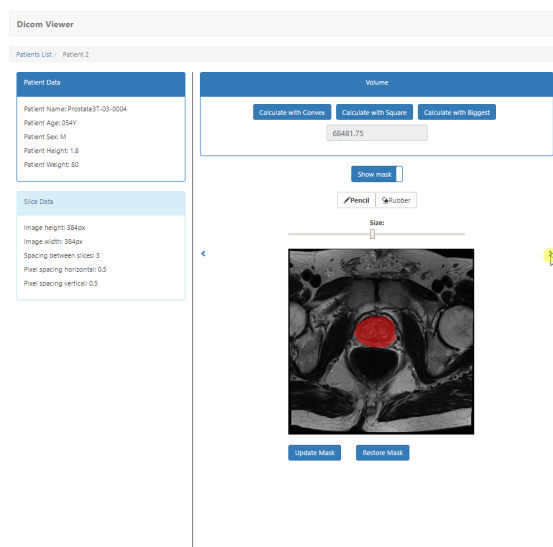 Dicom Viewer
Patients List / Patient 2
Patient Data
Patient Name: Prostate3T-03-0004
Patient Age: 054Y
Patient Sex: M
Patient Height: 1.8
Patient Weight: 80
Slice Data
Image height: 384px
Image width: 384px
Spacing between slices: 3
Pixel spacing horizontal: 0.5
Pixel spacing vertical: 0.5
Volume
Calculate with Convex Calculate with Square Calculate with Biggest
68481.75
Show mask
Pencil Rubber
Size:
Update Mask Restore Mask